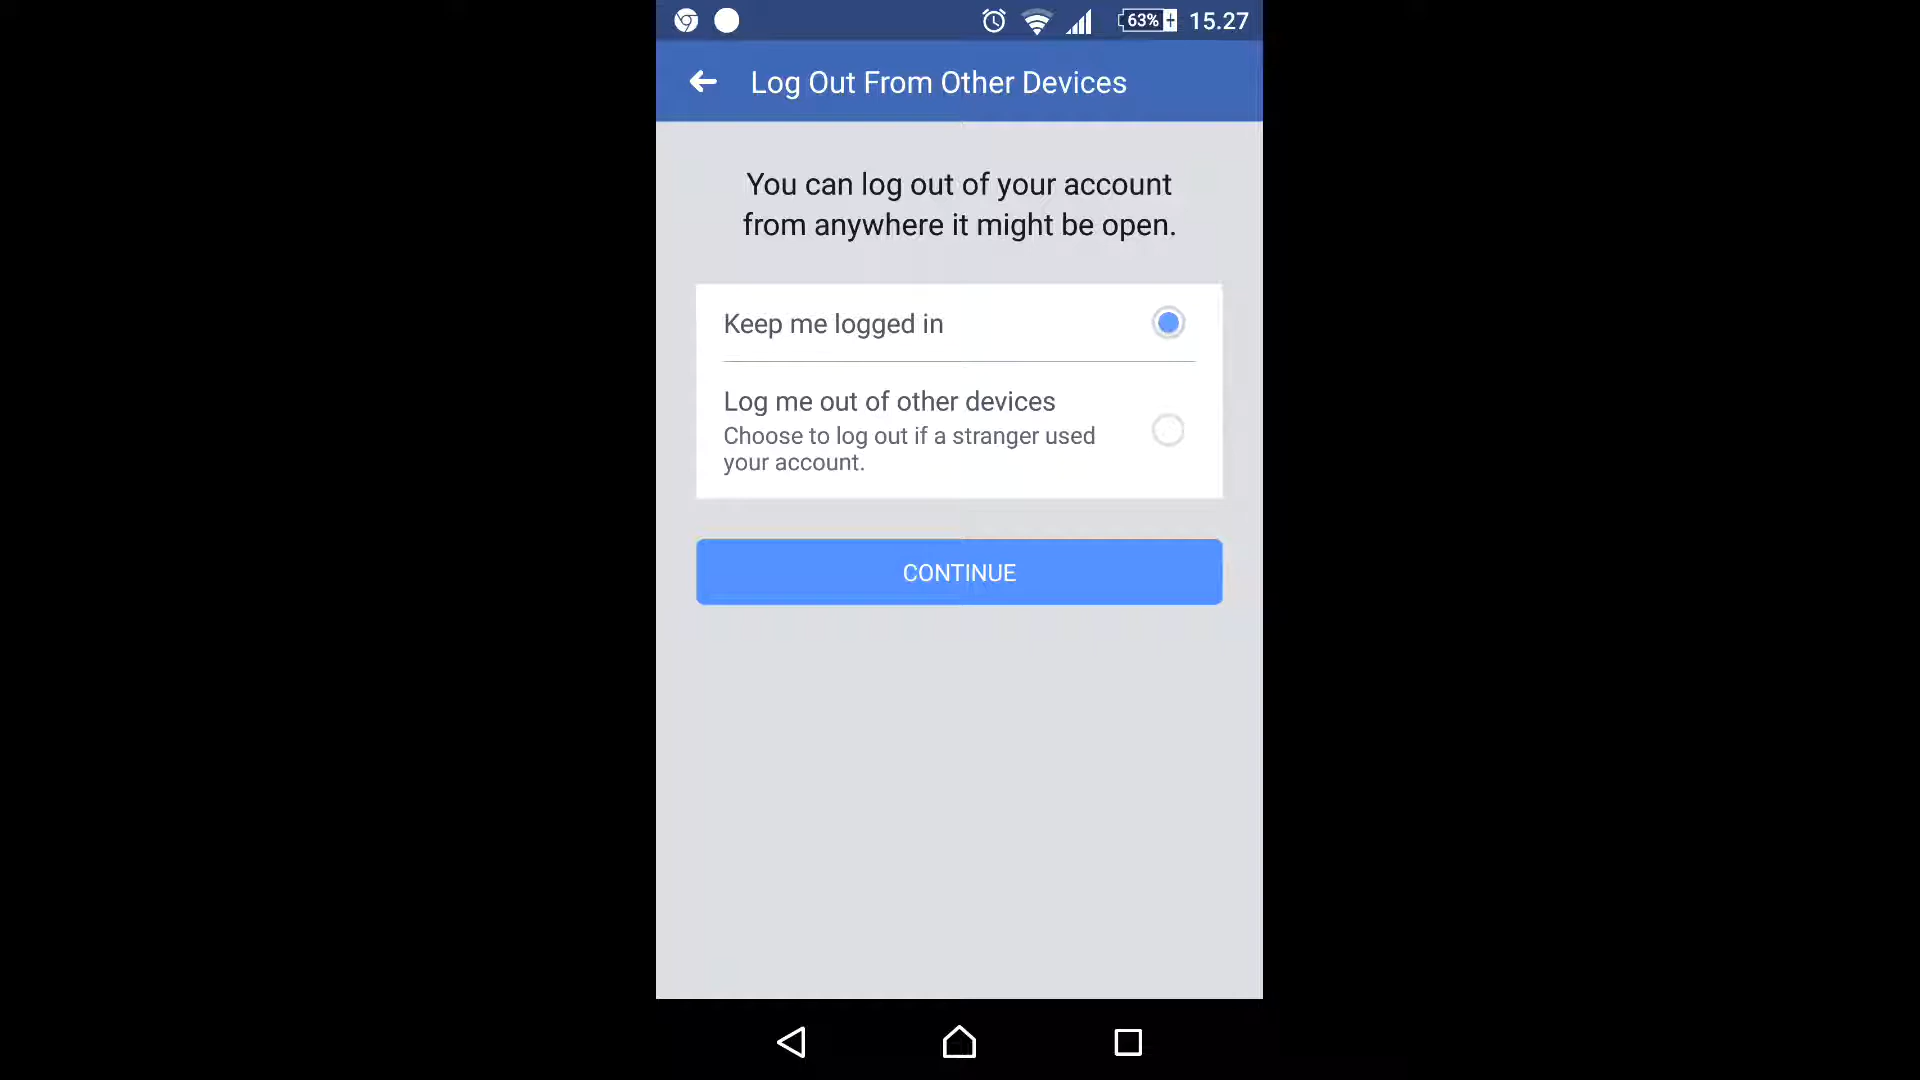 63% 15.27
Log Out From Other Devices
You can log out of your account
from anywhere it might be open.
Keep me logged in
Log me out of other devices
Choose to log out if a stranger used
your account.
CONTINUE